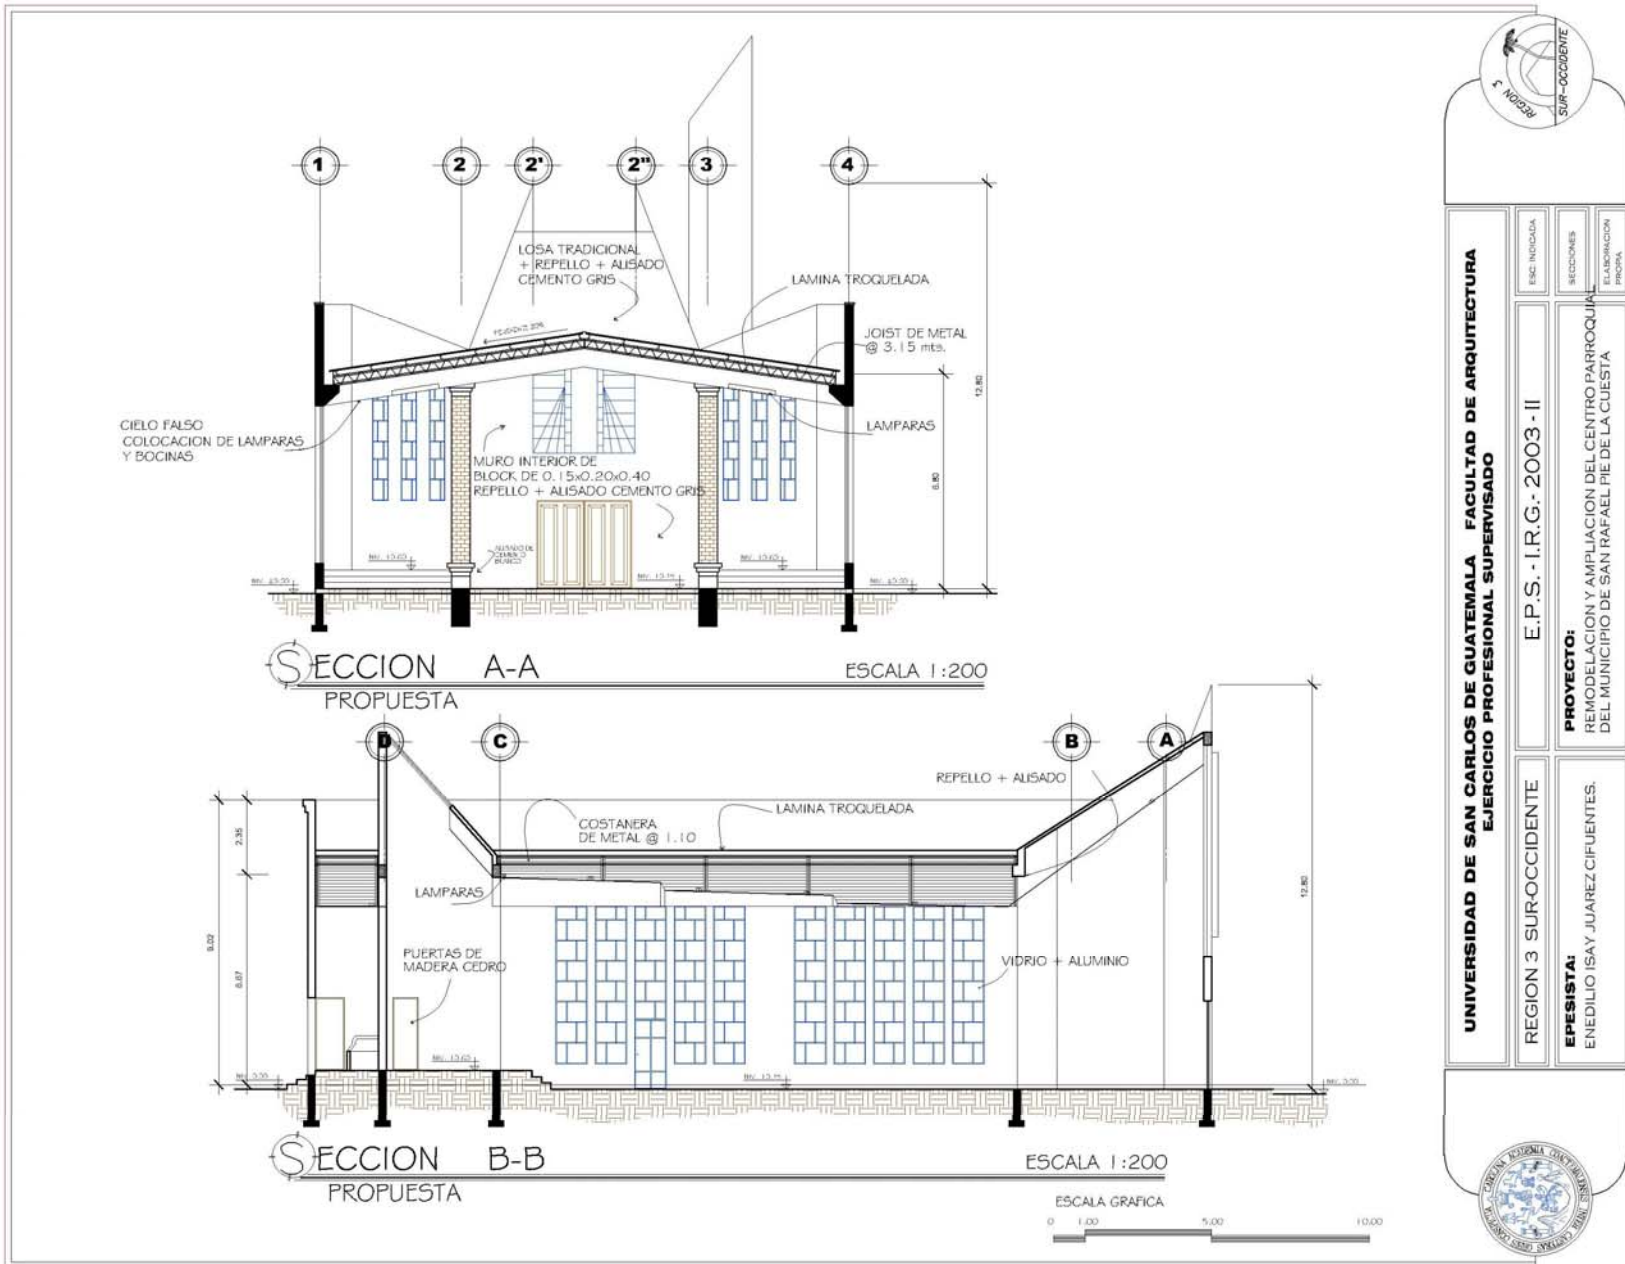 1
2
2'
2"
3
4
LOSA TRADICIONAL
+ REPELLO + ALISADO
CEMENTO GRIS
LAMINA TROQUELADA
PENDIENTE 20%
JOIST DE METAL
@ 3.15 mts.
12.80
6.80
CIELO FALSO
COLOCACION DE LAMPARAS
Y BOCINAS
LAMPARAS
MURO INTERIOR DE
BLOCK DE 0.15x0.20x0.40
REPELLO + ALISADO CEMENTO GRIS
ALISADO DE
CEMENTO
BLANCO
SECCION A-A
ESCALA 1:200
PROPUESTA
D
C
B
A
REPELLO + ALISADO
LAMINA TROQUELADA
COSTANERA
DE METAL @ 1.10
2.35
LAMPARAS
12.80
9.02
6.67
PUERTAS DE
MADERA CEDRO
VIDRIO + ALUMINIO
SECCION B-B
ESCALA 1:200
PROPUESTA
ESCALA GRAFICA
0 1.00 5.00 10.00
REGION 3
SUR-OCCIDENTE
UNIVERSIDAD DE SAN CARLOS DE GUATEMALA FACULTAD DE ARQUITECTURA
EJERCICIO PROFESIONAL SUPERVISADO
REGION 3 SUR-OCCIDENTE
E.P.S. - I.R.G.- 2003 - II
ESC: INDICADA
EPESISTA:
ENEDILIO ISAY JUAREZ CIFUENTES.
PROYECTO:
REMODELACION Y AMPLIACION DEL CENTRO PARROQUIAL
DEL MUNICIPIO DE SAN RAFAEL PIE DE LA CUESTA
SECCIONES
ELABORACION
PROPIA